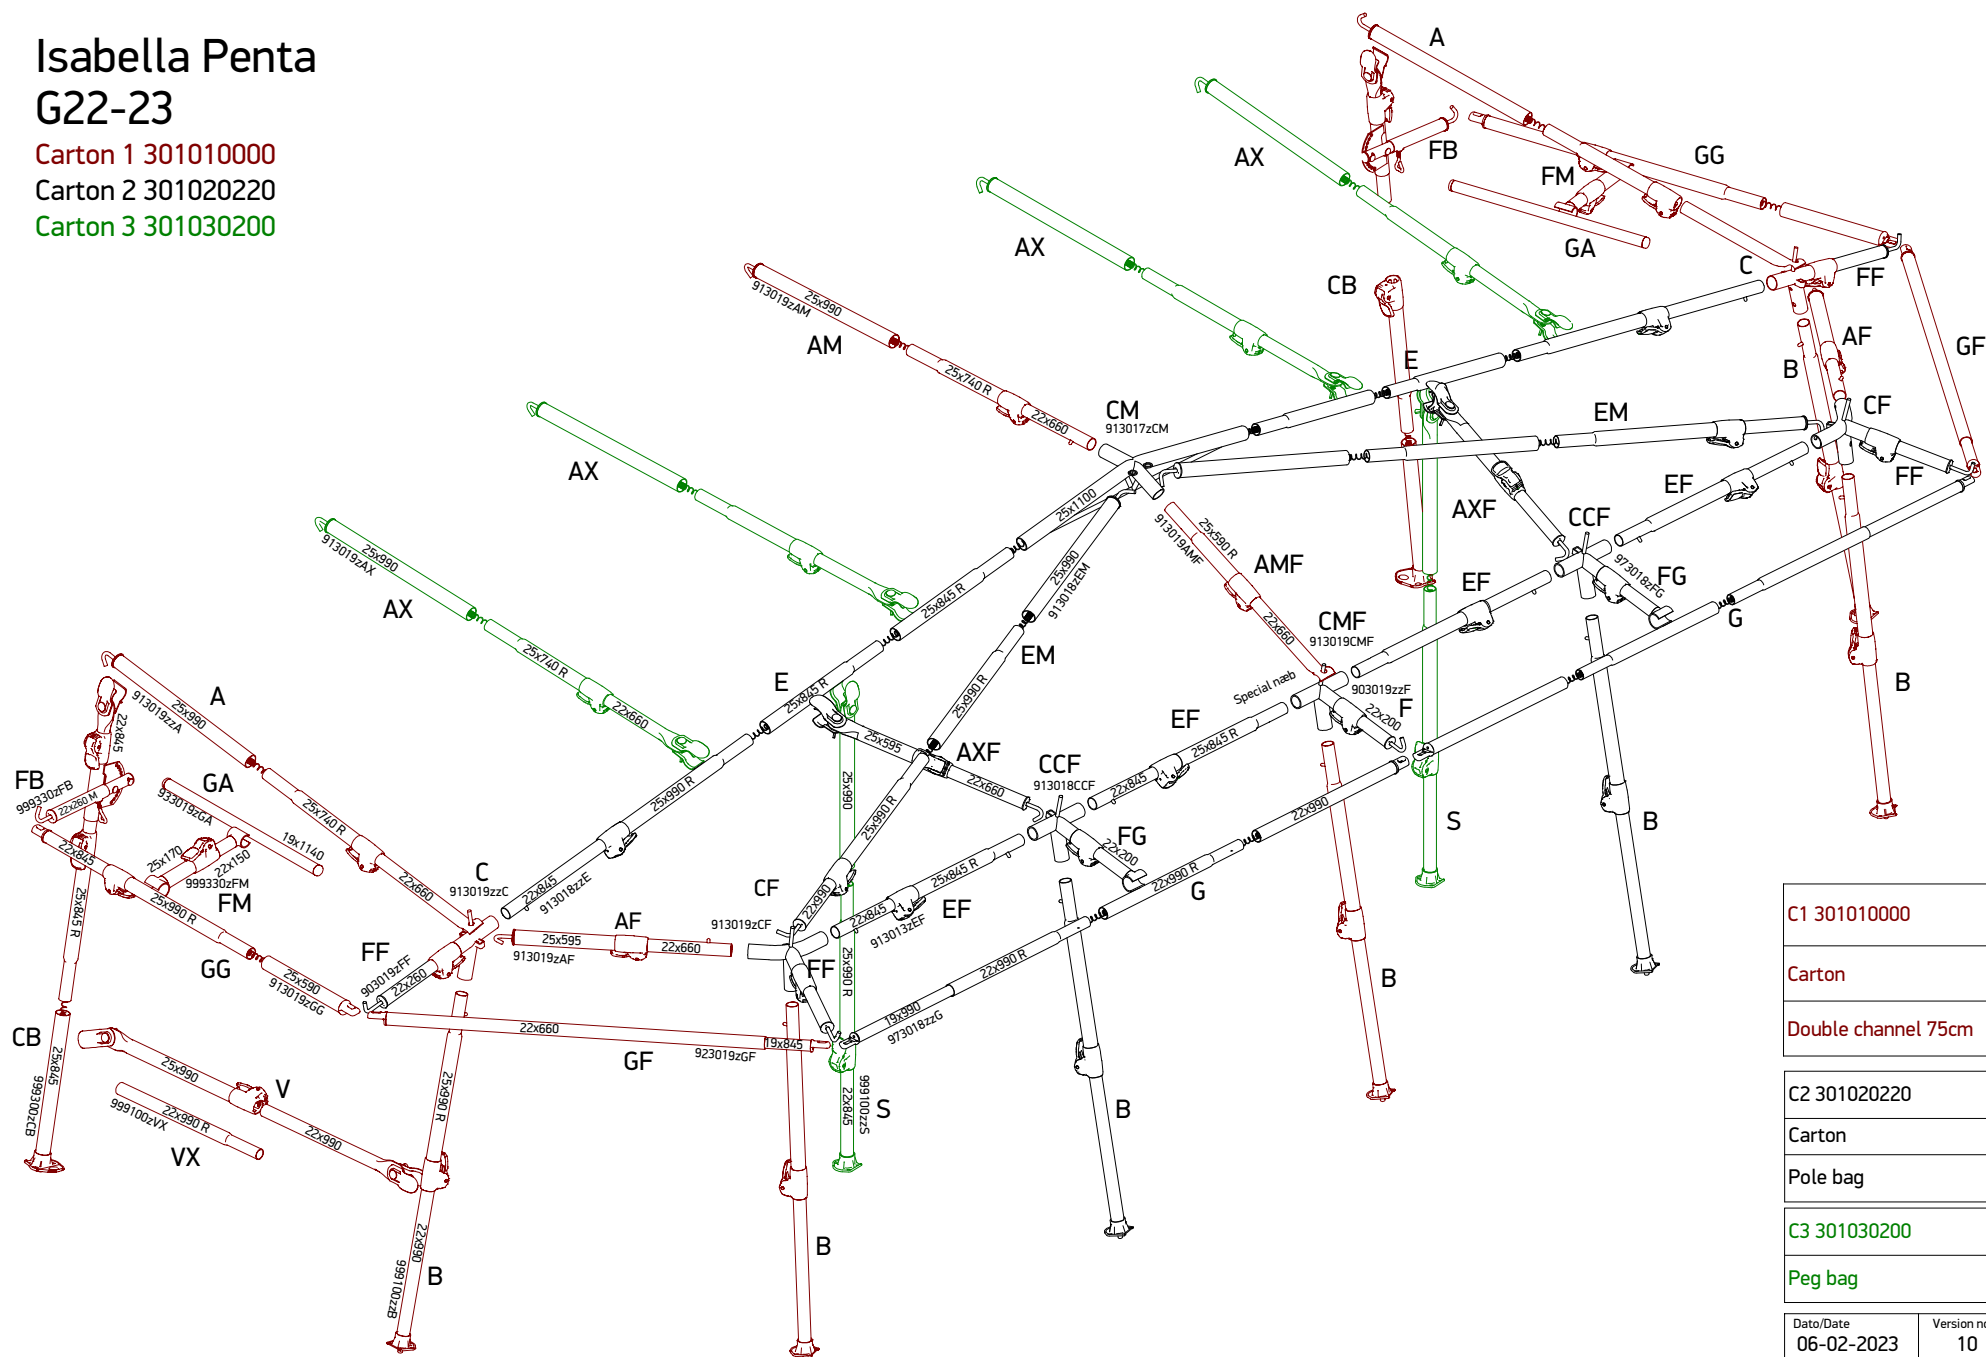 Isabella Penta
G22-23
Carton 1 301010000
Carton 2 301020220
Carton 3 301030200
A
FB
FM
GG
GA
AX
AX
C
FF
CB
25x990
913019zAM
AM
25x740 R
22x660
CM
913017zCM
E
EM
AF
B
GF
CF
FF
EF
AX
25x1100
25x590 R
913019AMF
AMF
22x660
AXF
CCF
973018zFG
FG
EF
G
25x990
913019zAX
AX
25x740 R
22x660
25x845 R
25x990
913018zEM
EM
25x990 R
CMF
913019CMF
Special næb
903019zzF
22x200
F
B
A
25x990
913019zzA
22x845
E
25x845 R
25x595
AXF
22x660
EF
25x845 R
22x845
CCF
913018CCF
FB
999330zFB
22x260 M
GA
933019zGA
19x1140
25x740 R
22x660
25x990 R
25x990
25x990 R
22x990
S
B
22x845
25x170
22x150
999330zFM
FM
25x990 R
GG
25x590
913019zGG
25x845 R
C
913019zzC
22x845
913018zzE
FF
903019zFF
22x260
AF
25x595
22x660
913019zAF
CF
913019zCF
22x990
22x845
25x845 R
913013zEF
EF
FG
22x200
22x990 R
G
FF
25x990 R
22x990 R
19x990
973018zzG
B
22x660
923019zGF
19x845
GF
CB
25x845
999300zCB
25x990
V
999100zVX
22x990 R
VX
22x990
25x990 R
22x990
999100zzB
B
999100zzS
22x845
S
B
B
C1 301010000
Carton
Double channel 75cm
C2 301020220
Carton
Pole bag
C3 301030200
Peg bag
Dato/Date
06-02-2023
Version no
10